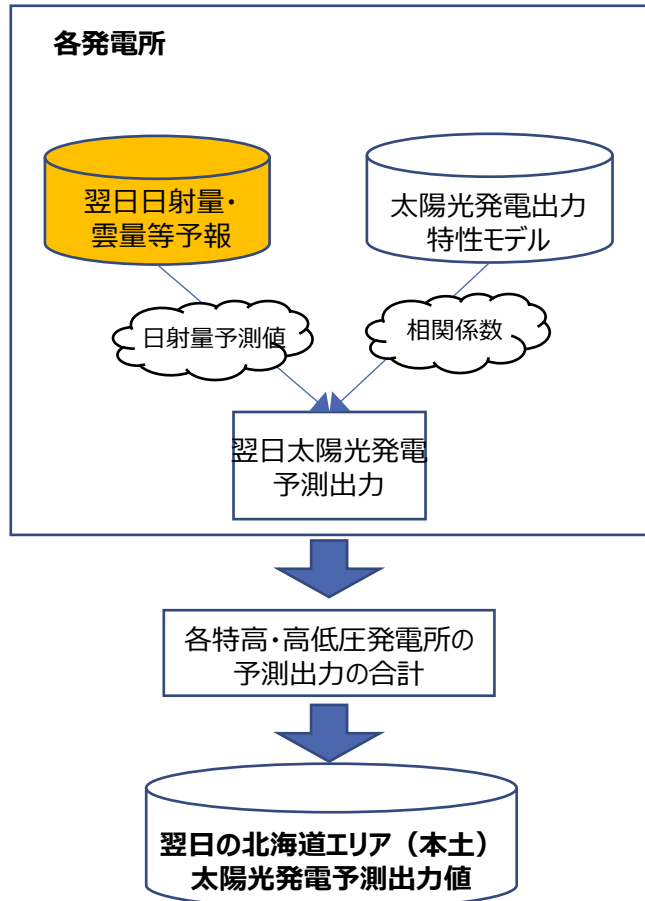 各発電所
翌日日射量・
雲量等予報
太陽光発電出力
特性モデル
日射量予測値
相関係数
翌日太陽光発電
予測出力
各特高・高低圧発電所の
予測出力の合計
翌日の北海道エリア（本土）
太陽光発電予測出力値